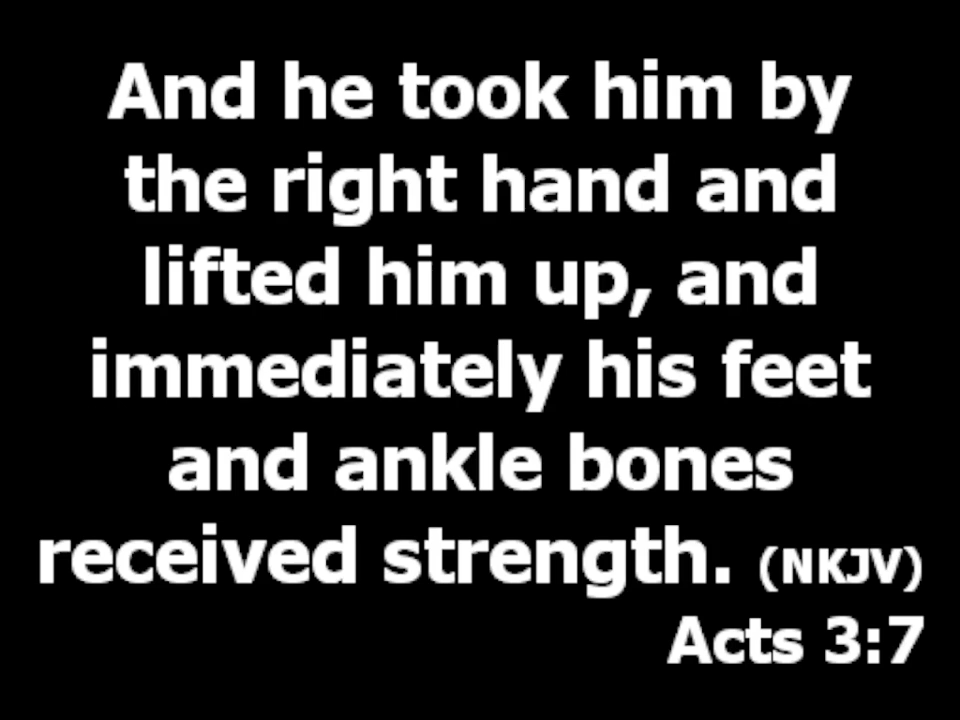 And he took him by
the right hand and
lifted him up, and
immediately his feet
and ankle bones
received strength. (NKJV)
Acts 3:7